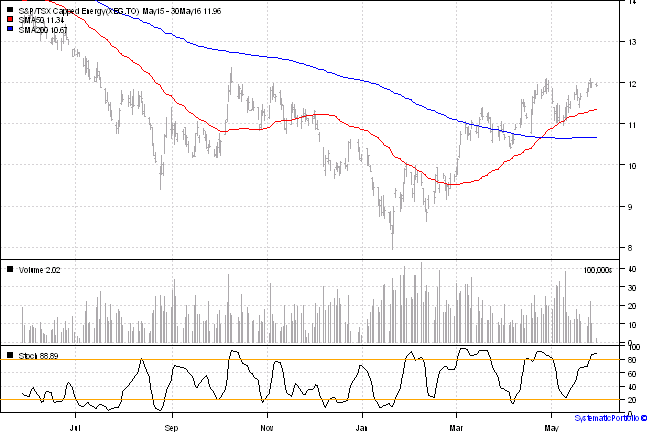 S&P/TSX Capped Energy(XEG.TO) May15 - 30May16 11.96
SMA50 11.34
SMA200 10.67
14
13
12
11
10
9
8
Volume 2.02
100,000s
40
30
20
10
0
Stoch 88.89
100
80
60
40
20
0
Jul Sep Nov Jan Mar May
SystematicPortfolio ©